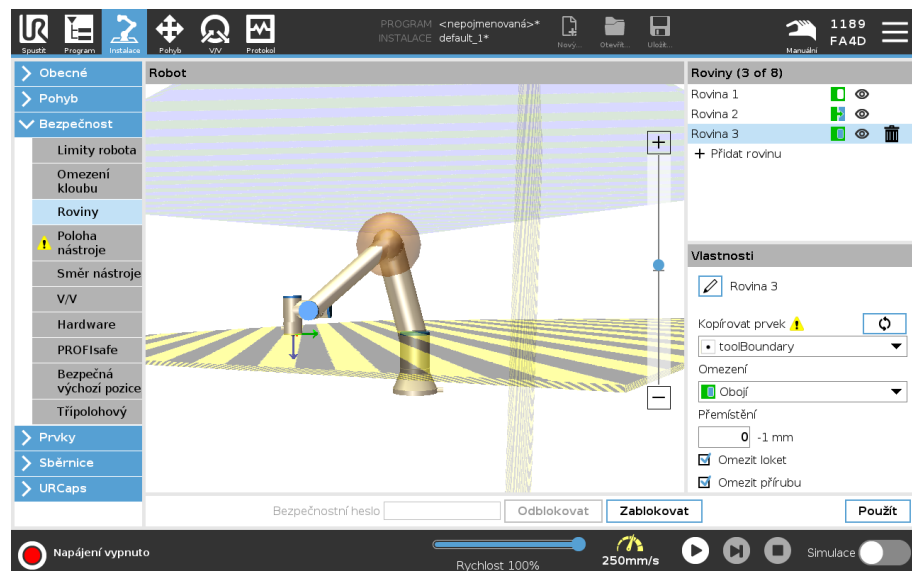 PROGRAM <nepojmenovaná>*
INSTALACE default_1*
Spustit
Program
Instalace
Pohyb
V/V
Protokol
Nový...
Otevřít...
Uložit...
Manuální
1189
FA4D
Obecné
Pohyb
Bezpečnost
Limity robota
Omezení
kloubu
Roviny
Poloha
nástroje
Směr nástroje
V/V
Hardware
PROFIsafe
Bezpečná
výchozí pozice
Třípolohový
Prvky
Sběrnice
URCaps
Robot
Roviny (3 of 8)
Rovina 1
Rovina 2
Rovina 3
+ Přidat rovinu
Vlastnosti
Rovina 3
Kopírovat prvek
toolBoundary
Omezení
Obojí
Přemístění
0 -1 mm
Omezit loket
Omezit přírubu
Bezpečnostní heslo
Odblokovat
Zablokovat
Použít
Napájení vypnuto
Rychlost 100%
250mm/s
Simulace